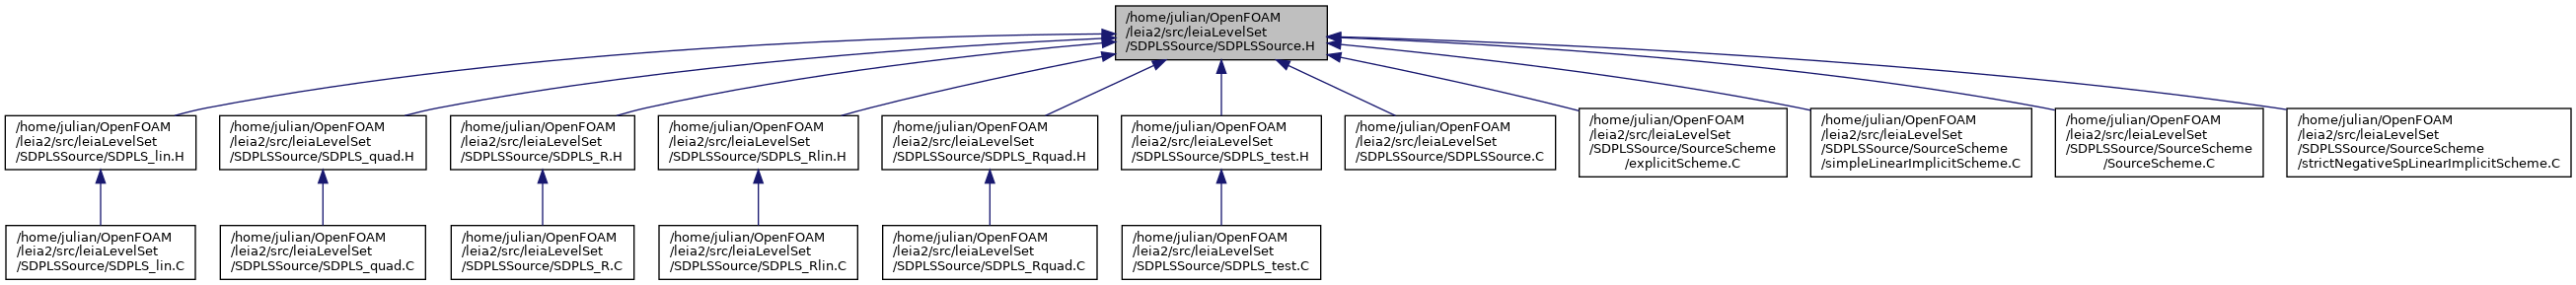 /home/julian/OpenFOAM
/leia2/src/leiaLevelSet
/SDPLSSource/SDPLSSource.H
/home/julian/OpenFOAM
/leia2/src/leiaLevelSet
/SDPLSSource/SDPLS_lin.H
/home/julian/OpenFOAM
/leia2/src/leiaLevelSet
/SDPLSSource/SDPLS_quad.H
/home/julian/OpenFOAM
/leia2/src/leiaLevelSet
/SDPLSSource/SDPLS_R.H
/home/julian/OpenFOAM
/leia2/src/leiaLevelSet
/SDPLSSource/SDPLS_Rlin.H
/home/julian/OpenFOAM
/leia2/src/leiaLevelSet
/SDPLSSource/SDPLS_Rquad.H
/home/julian/OpenFOAM
/leia2/src/leiaLevelSet
/SDPLSSource/SDPLS_test.H
/home/julian/OpenFOAM
/leia2/src/leiaLevelSet
/SDPLSSource/SDPLSSource.C
/home/julian/OpenFOAM
/leia2/src/leiaLevelSet
/SDPLSSource/SourceScheme
/explicitScheme.C
/home/julian/OpenFOAM
/leia2/src/leiaLevelSet
/SDPLSSource/SourceScheme
/simpleLinearImplicitScheme.C
/home/julian/OpenFOAM
/leia2/src/leiaLevelSet
/SDPLSSource/SourceScheme
/SourceScheme.C
/home/julian/OpenFOAM
/leia2/src/leiaLevelSet
/SDPLSSource/SourceScheme
/strictNegativeSpLinearImplicitScheme.C
/home/julian/OpenFOAM
/leia2/src/leiaLevelSet
/SDPLSSource/SDPLS_lin.C
/home/julian/OpenFOAM
/leia2/src/leiaLevelSet
/SDPLSSource/SDPLS_quad.C
/home/julian/OpenFOAM
/leia2/src/leiaLevelSet
/SDPLSSource/SDPLS_R.C
/home/julian/OpenFOAM
/leia2/src/leiaLevelSet
/SDPLSSource/SDPLS_Rlin.C
/home/julian/OpenFOAM
/leia2/src/leiaLevelSet
/SDPLSSource/SDPLS_Rquad.C
/home/julian/OpenFOAM
/leia2/src/leiaLevelSet
/SDPLSSource/SDPLS_test.C